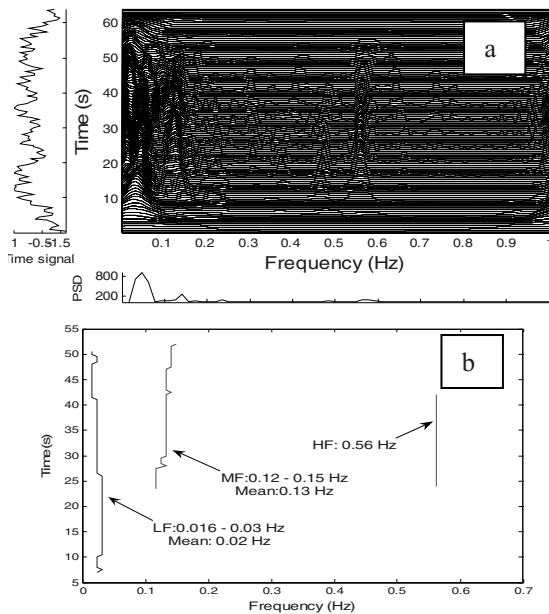 a
Time (s)
60
50
40
30
20
10
0.1 0.2 0.3 0.4 0.5 0.6 0.7 0.8 0.9 1
Frequency (Hz)
1 -0.5 1.5
Time signal
PSD
800
200
b
Time(s)
55
50
45
40
35
30
25
20
15
10
5
HF: 0.56 Hz
MF:0.12 - 0.15 Hz
Mean:0.13 Hz
LF:0.016 - 0.03 Hz
Mean: 0.02 Hz
0 0.1 0.2 0.3 0.4 0.5 0.6 0.7
Frequency (Hz)